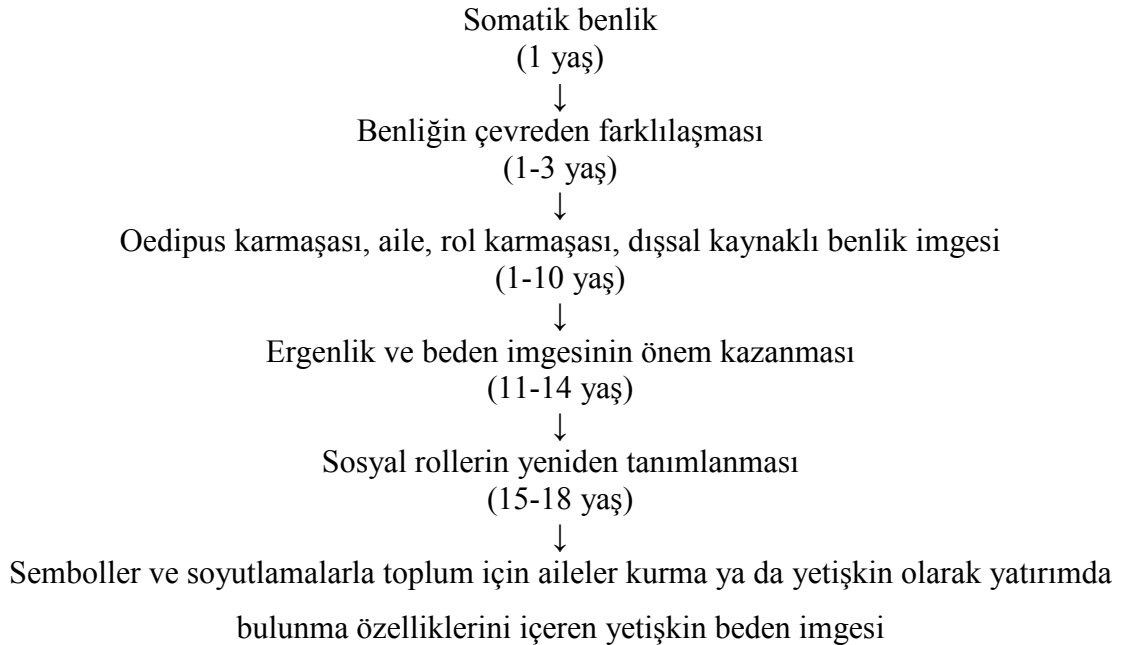 Somatik benlik
(1 yaş)
↓
Benliğin çevreden farklılaşması
(1-3 yaş)
↓
Oedipus karmaşası, aile, rol karmaşası, dışsal kaynaklı benlik imgesi
(1-10 yaş)
↓
Ergenlik ve beden imgesinin önem kazanması
(11-14 yaş)
↓
Sosyal rollerin yeniden tanımlanması
(15-18 yaş)
↓
Semboller ve soyutlamalarla toplum için aileler kurma ya da yetişkin olarak yatırımda
bulunma özelliklerini içeren yetişkin beden imgesi